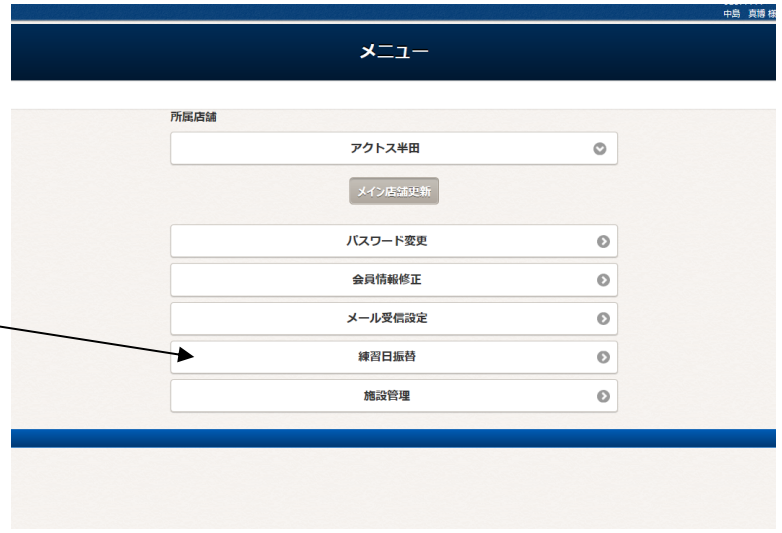 中島 真博 様
メニュー
所属店舗
アクトス半田
メイン店舗更新
パスワード変更
会員情報修正
メール受信設定
練習日振替
施設管理